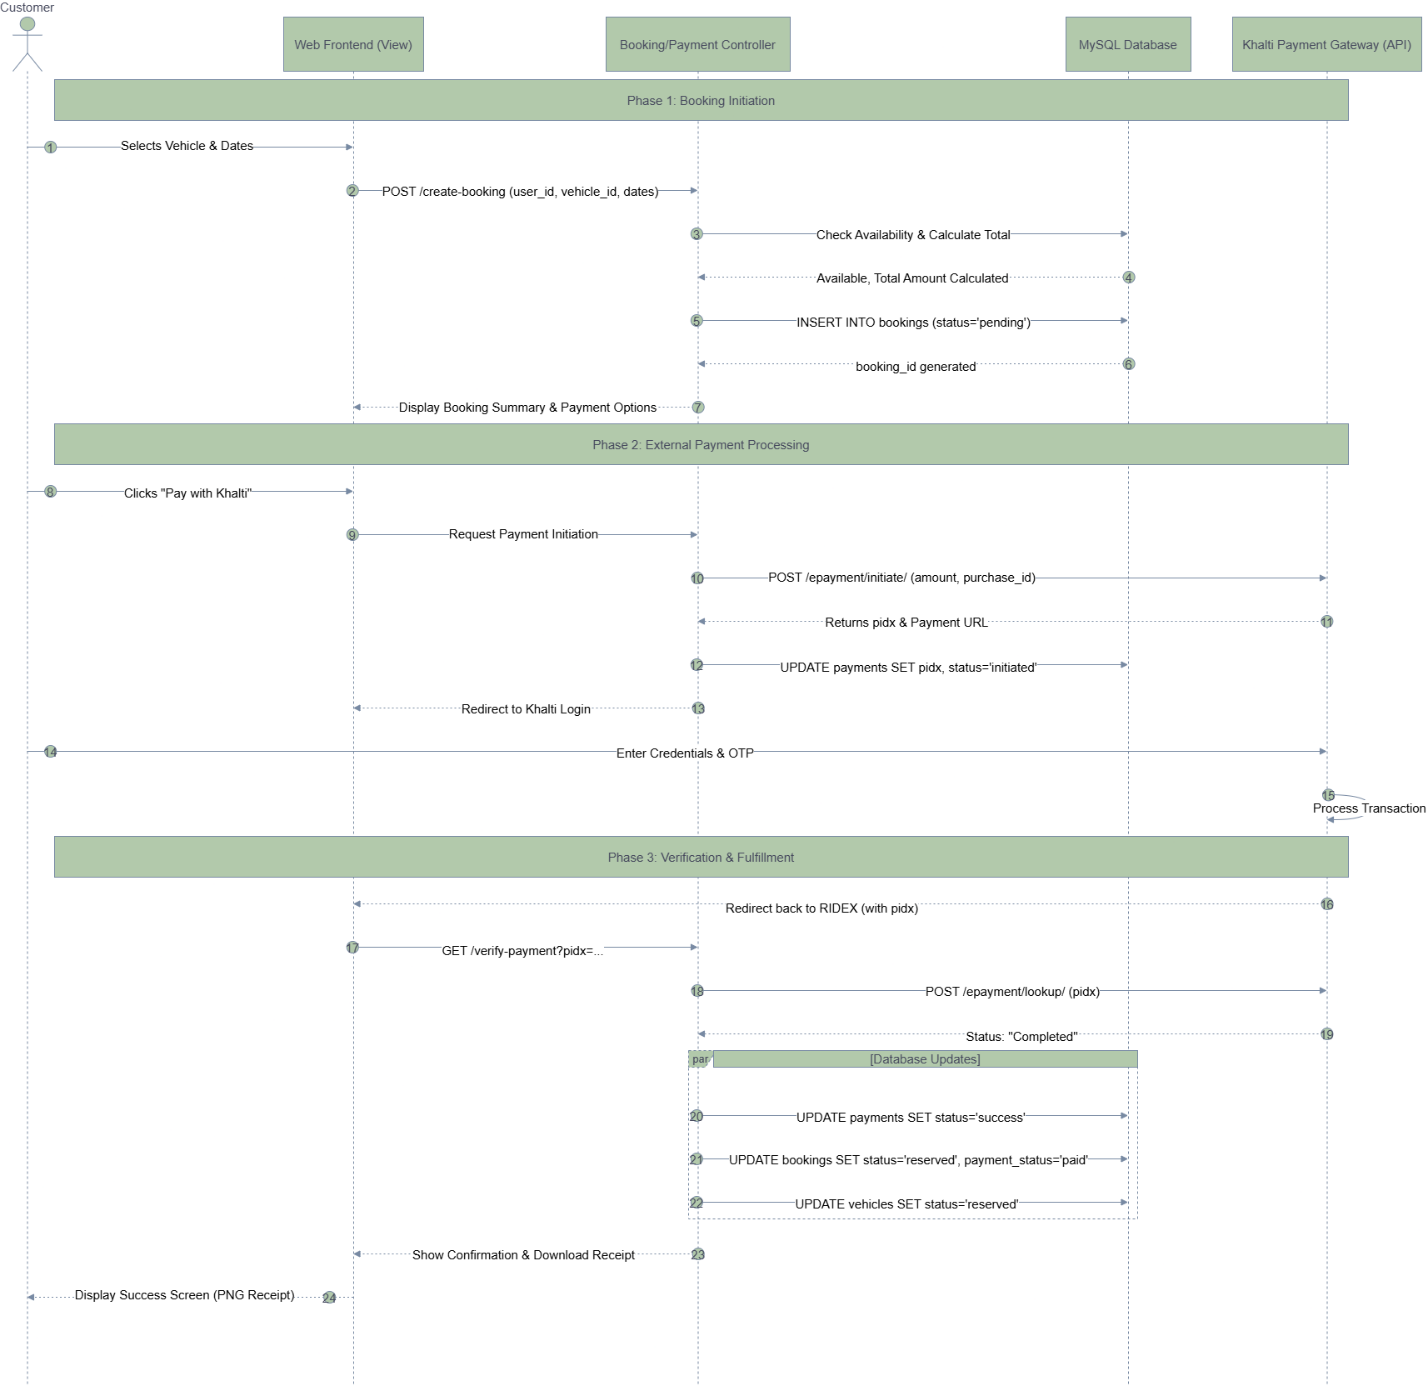 Customer
Web Frontend (View)
Booking/Payment Controller
MySQL Database
Khalti Payment Gateway (API)
Phase 1: Booking Initiation
1 Selects Vehicle & Dates
2 POST /create-booking (user_id, vehicle_id, dates)
3 Check Availability & Calculate Total
Available, Total Amount Calculated 4
5 INSERT INTO bookings (status='pending')
booking_id generated 6
Display Booking Summary & Payment Options 7
Phase 2: External Payment Processing
8 Clicks "Pay with Khalti"
9 Request Payment Initiation
10 POST /epayment/initiate/ (amount, purchase_id)
Returns pidx & Payment URL 11
12 UPDATE payments SET pidx, status='initiated'
Redirect to Khalti Login 13
14 Enter Credentials & OTP
15
Process Transaction
Phase 3: Verification & Fulfillment
Redirect back to RIDEX (with pidx) 16
17 GET /verify-payment?pidx=...
18 POST /epayment/lookup/ (pidx)
Status: "Completed" 19
par [Database Updates]
20 UPDATE payments SET status='success'
21 UPDATE bookings SET status='reserved', payment_status='paid'
22 UPDATE vehicles SET status='reserved'
Show Confirmation & Download Receipt 23
Display Success Screen (PNG Receipt) 24